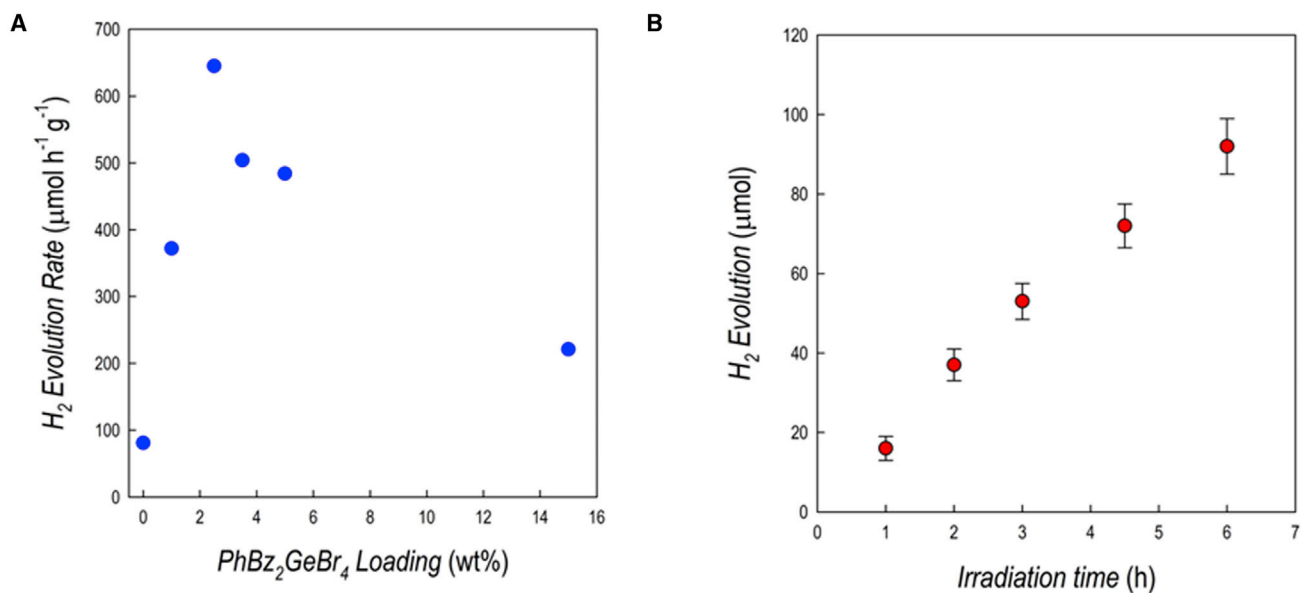 A
700
600
500
400
300
200
100
0
0 2 4 6 8 10 12 14 16
H2 Evolution Rate (μmol h-1 g-1)
PhBz2GeBr4 Loading (wt%)
B
120
100
80
60
40
20
0
0 1 2 3 4 5 6 7
H2 Evolution (μmol)
Irradiation time (h)